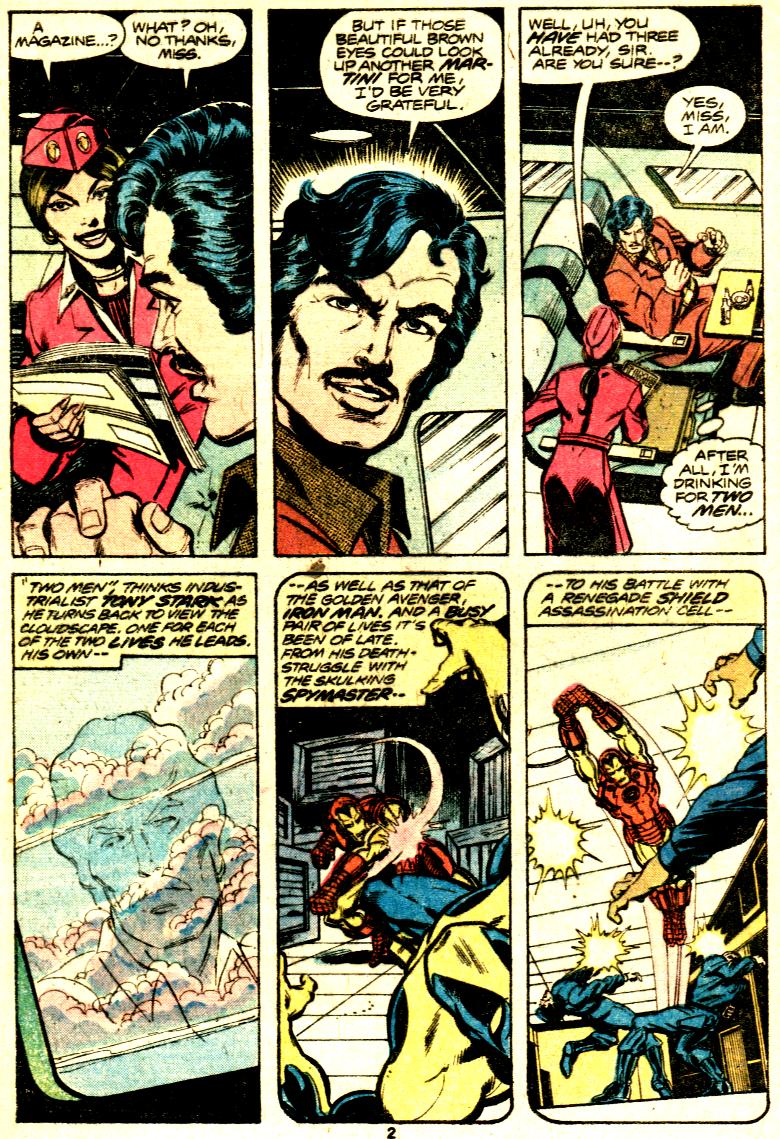 A
MAGAZINE...?
WHAT? OH,
NO THANKS,
MISS.
BUT IF THOSE
BEAUTIFUL BROWN
EYES COULD LOOK
UP ANOTHER MAR-
TINI FOR ME,
I'D BE VERY
GRATEFUL.
WELL, UH, YOU
HAVE HAD THREE
ALREADY, SIR.
ARE YOU SURE--?
YES,
MISS,
I AM.
AFTER
ALL, I'M
DRINKING
FOR TWO
MEN...
"TWO MEN", THINKS INDUS-
TRIALIST TONY STARK AS
HE TURNS BACK TO VIEW THE
CLOUDSCAPE. ONE FOR EACH
OF THE TWO LIVES HE LEADS.
HIS OWN--
--AS WELL AS THAT OF
THE GOLDEN AVENGER,
IRON MAN. AND A BUSY
PAIR OF LIVES IT'S
BEEN OF LATE.
FROM HIS DEATH-
STRUGGLE WITH
THE SKULKING
SPYMASTER--
--TO HIS BATTLE WITH
A RENEGADE SHIELD
ASSASSINATION CELL--
2